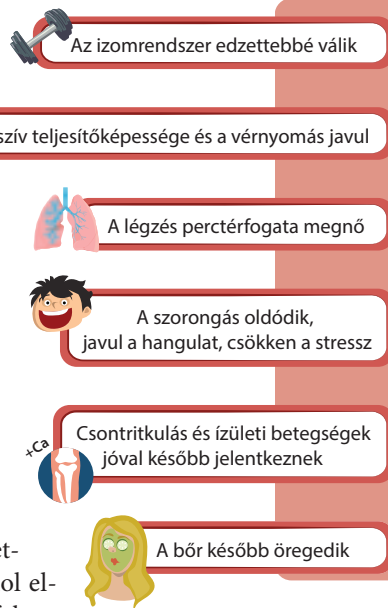 Az izomrendszer edzettebbé válik
szív teljesítőképessége és a vérnyomás javul
A légzés perctérfogata megnő
A szorongás oldódik,
javul a hangulat, csökken a stressz
+Ca
Csontritkulás és ízületi betegségek
jóval később jelentkeznek
A bőr később öregedik
et-
ol el-